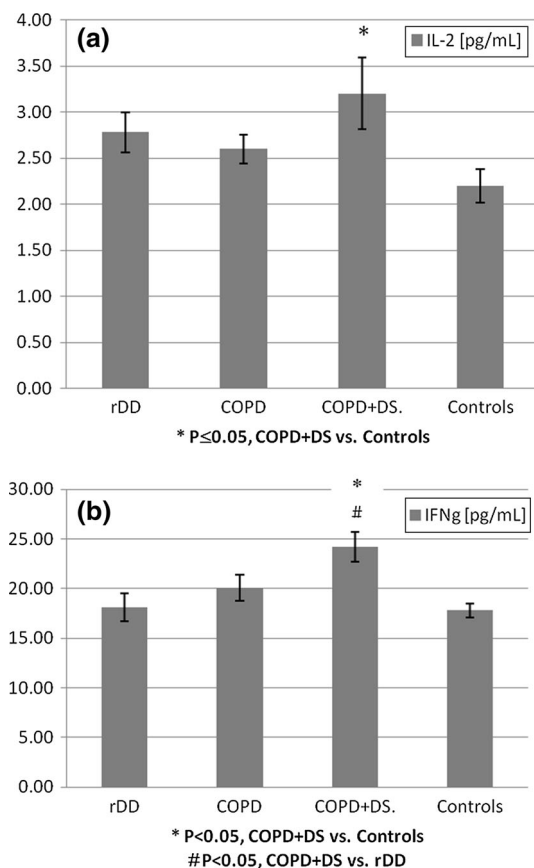 (a)
*
IL-2 [pg/mL]
4.00
3.50
3.00
2.50
2.00
1.50
1.00
0.50
0.00
rDD COPD COPD+DS. Controls
* P≤0.05, COPD+DS vs. Controls
(b)
*
#
IFNg [pg/mL]
30.00
25.00
20.00
15.00
10.00
5.00
0.00
rDD COPD COPD+DS. Controls
* P<0.05, COPD+DS vs. Controls
#P<0.05, COPD+DS vs. rDD